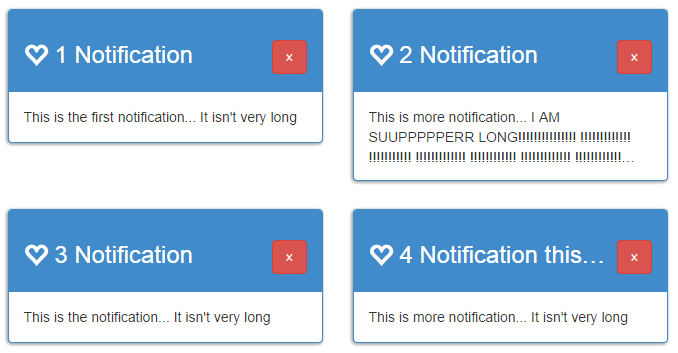 1 Notification
x
This is the first notification... It isn't very long
2 Notification
x
This is more notification... I AM
SUUPPPPPERR LONG!!!!!!!!!!!!!!! !!!!!!!!!!!!!
!!!!!!!!!!! !!!!!!!!!!!!! !!!!!!!!!!!! !!!!!!!!!!!!! !!!!!!!!!!!!...
3 Notification
x
This is the notification... It isn't very long
4 Notification this...
x
This is more notification... It isn't very long